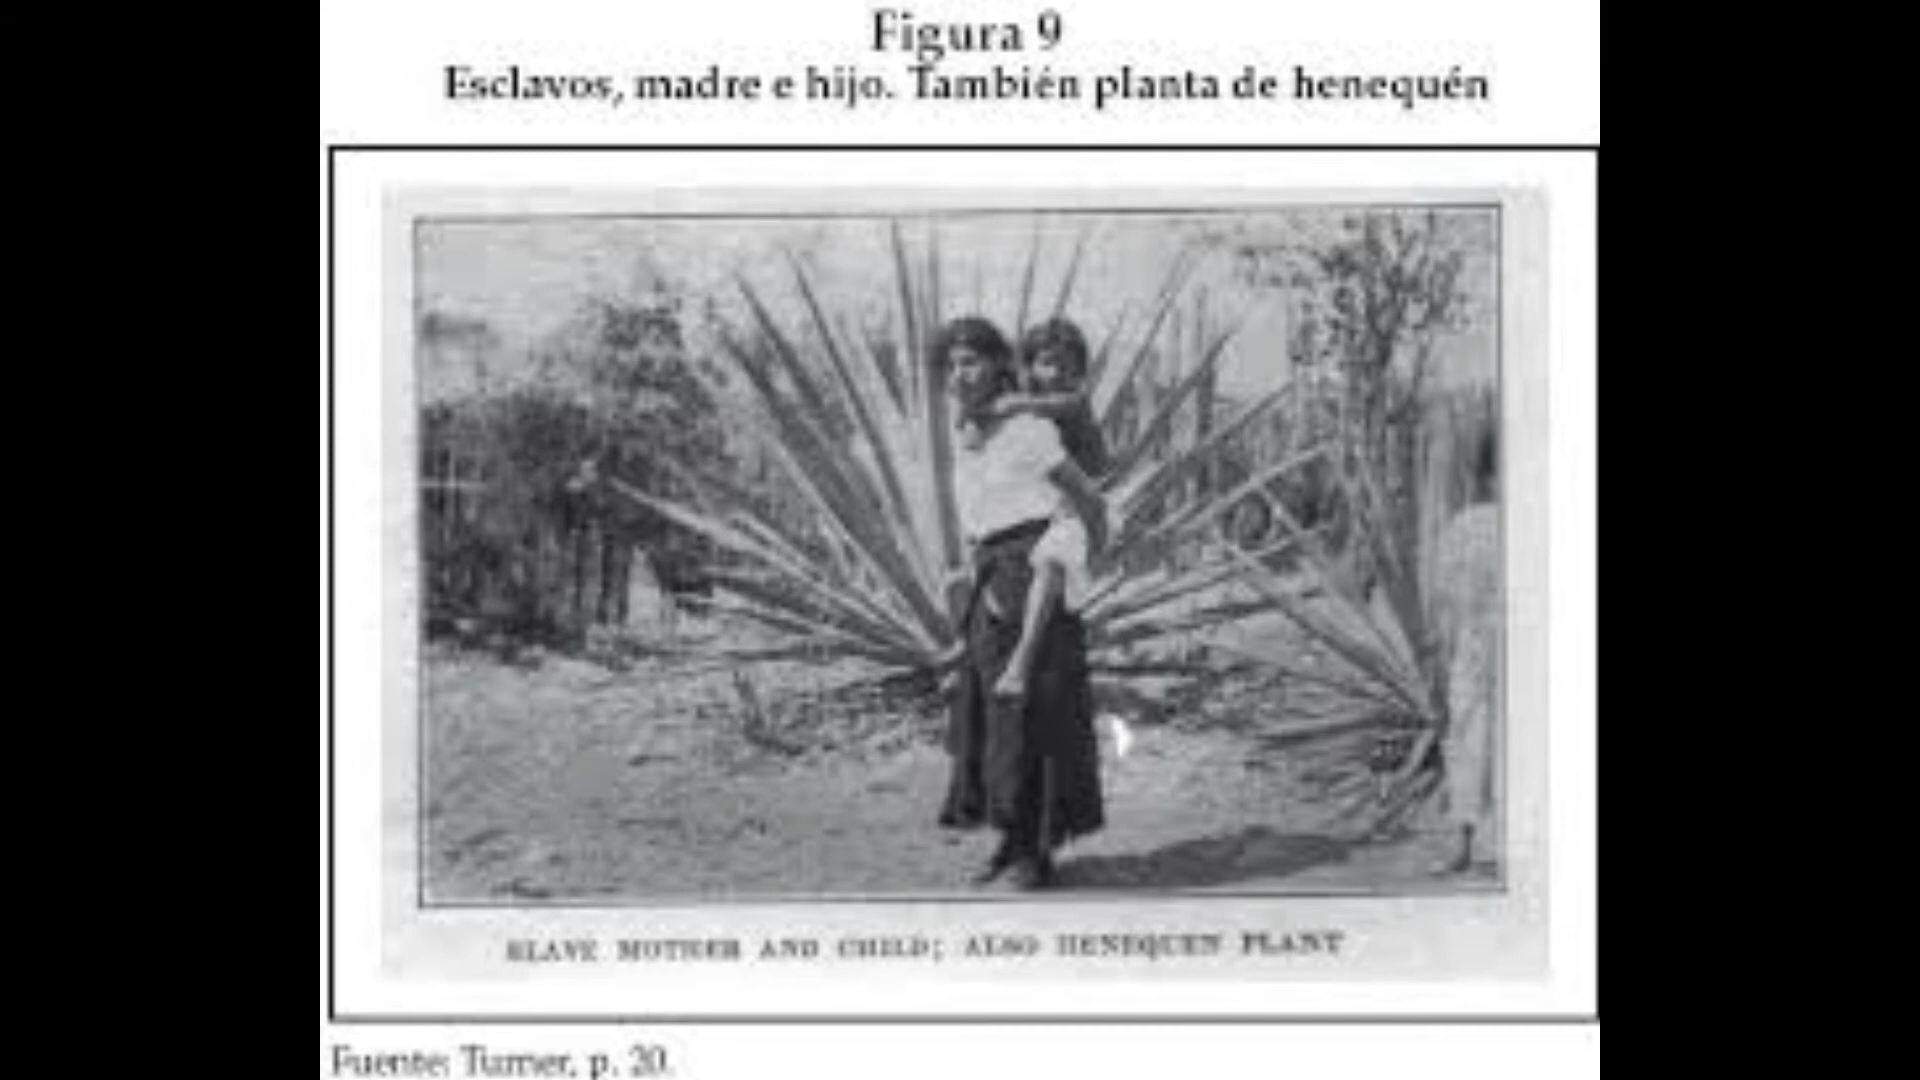 Figura 9
Esclavos, madre e hijo. También planta de henequén
SLAVE MOTHER AND CHILD; ALSO HENEQUEN PLANT
Fuente: Turner, p. 20.